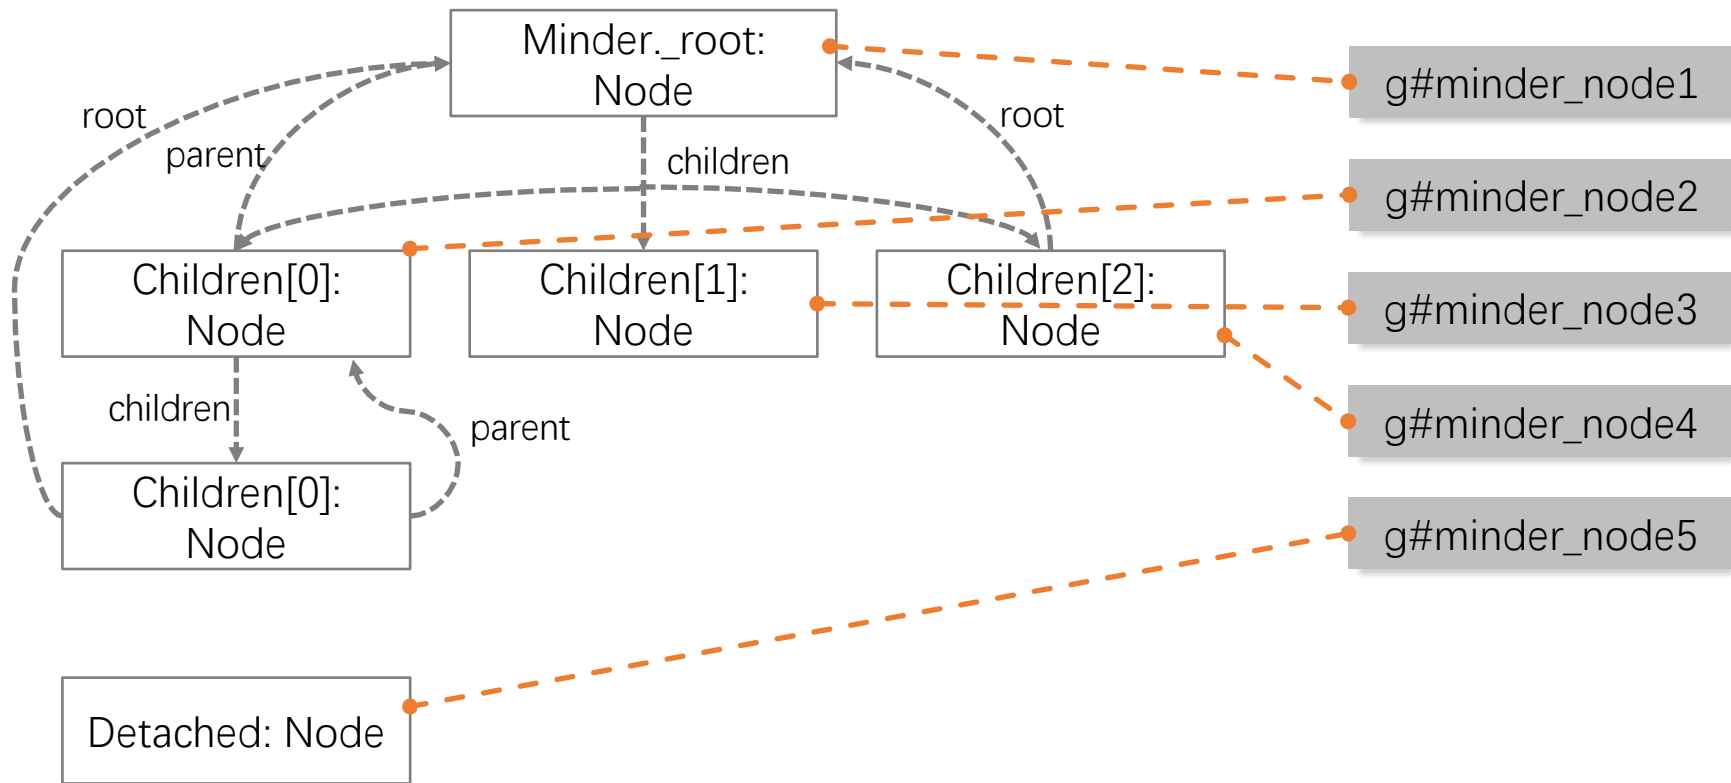 Minder._root:
Node
g#minder_node1
root
root
parent
children
g#minder_node2
Children[0]:
Node
Children[1]:
Node
Children[2]:
Node
g#minder_node3
children
parent
g#minder_node4
Children[0]:
Node
g#minder_node5
Detached: Node